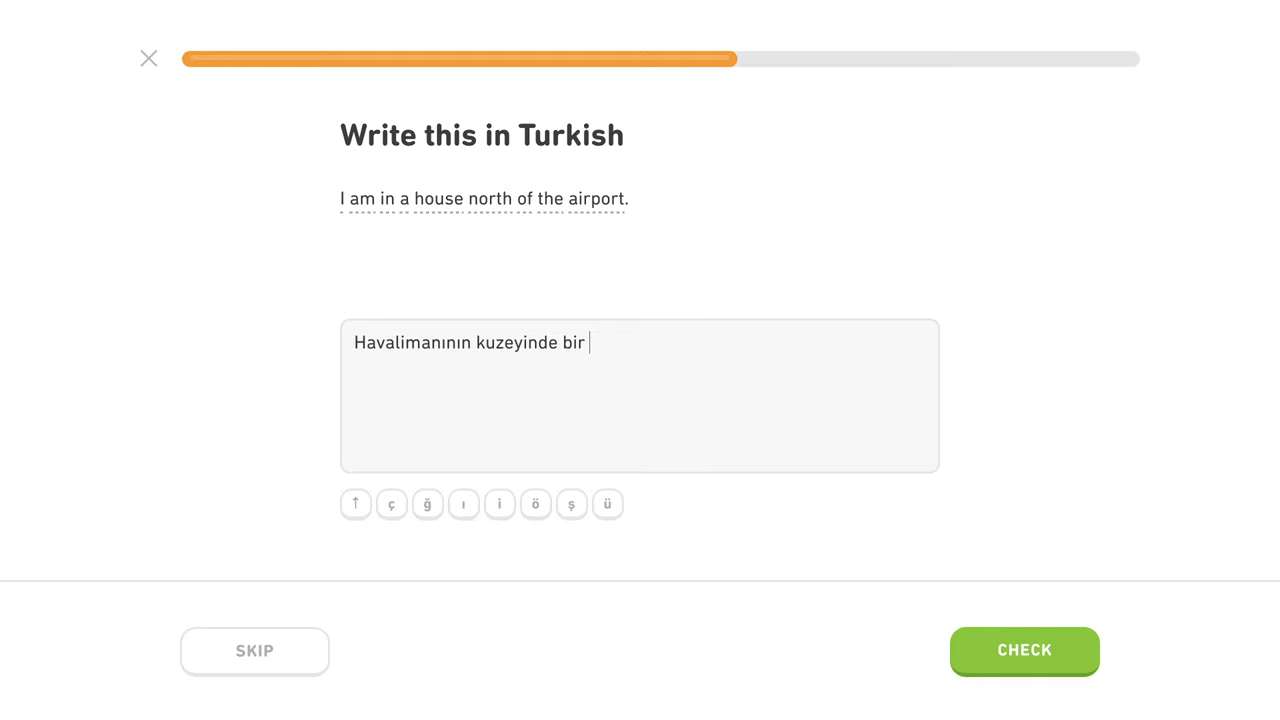 Write this in Turkish
I am in a house north of the airport.
Havalimanının kuzeyinde bir
↑ ç ğ ı i ö ş ü
SKIP CHECK